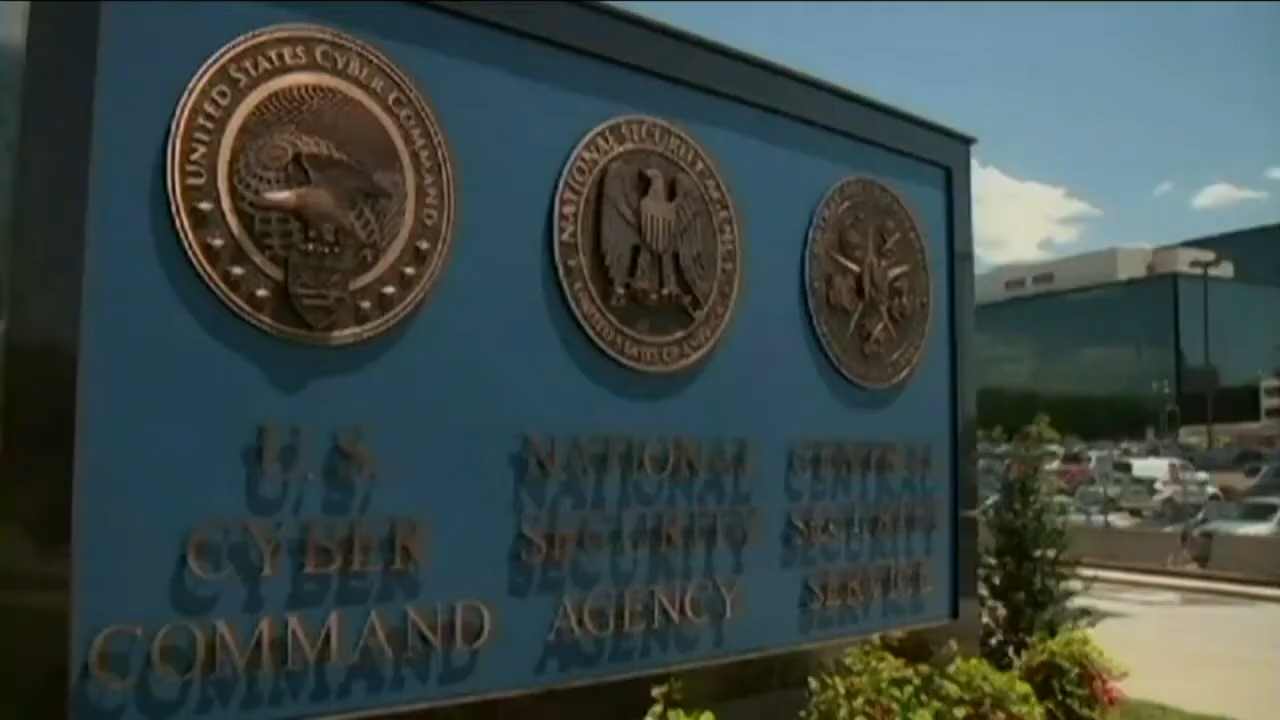 UNITED STATES CYBER COMMAND
NATIONAL SECURITY AGENCY
U.S.
CYBER
COMMAND
NATIONAL
SECURITY
AGENCY
CENTRAL
SECURITY
SERVICE